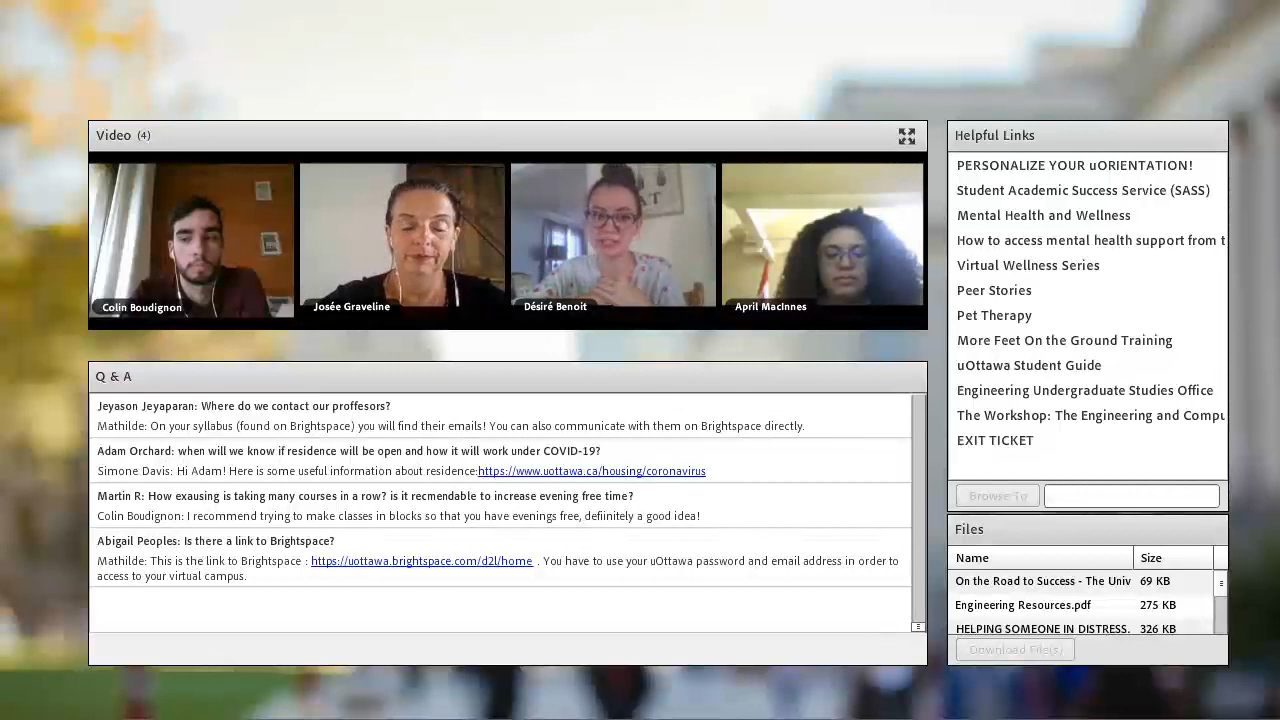 Video (4)
Colin Boudignon
Josée Graveline
Désiré Benoit
April MacInnes
Q & A
Jeyason Jeyaparan: Where do we contact our proffesors?
Mathilde: On your syllabus (found on Brightspace) you will find their emails! You can also communicate with them on Brightspace directly.
Adam Orchard: when will we know if residence will be open and how it will work under COVID-19?
Simone Davis: Hi Adam! Here is some useful information about residence:https://www.uottawa.ca/housing/coronavirus
Martin R: How exausing is taking many courses in a row? is it recmendable to increase evening free time?
Colin Boudignon: I recommend trying to make classes in blocks so that you have evenings free, defiinitely a good idea!
Abigail Peoples: Is there a link to Brightspace?
Mathilde: This is the link to Brightspace : https://uottawa.brightspace.com/d2l/home . You have to use your uOttawa password and email address in order to
access to your virtual campus.
Helpful Links
PERSONALIZE YOUR uORIENTATION!
Student Academic Success Service (SASS)
Mental Health and Wellness
How to access mental health support from t
Virtual Wellness Series
Peer Stories
Pet Therapy
More Feet On the Ground Training
uOttawa Student Guide
Engineering Undergraduate Studies Office
The Workshop: The Engineering and Compu
EXIT TICKET
Browse To
Files
Name Size
On the Road to Success - The Univ 69 KB
Engineering Resources.pdf 275 KB
HELPING SOMEONE IN DISTRESS. 326 KB
Download File(s)